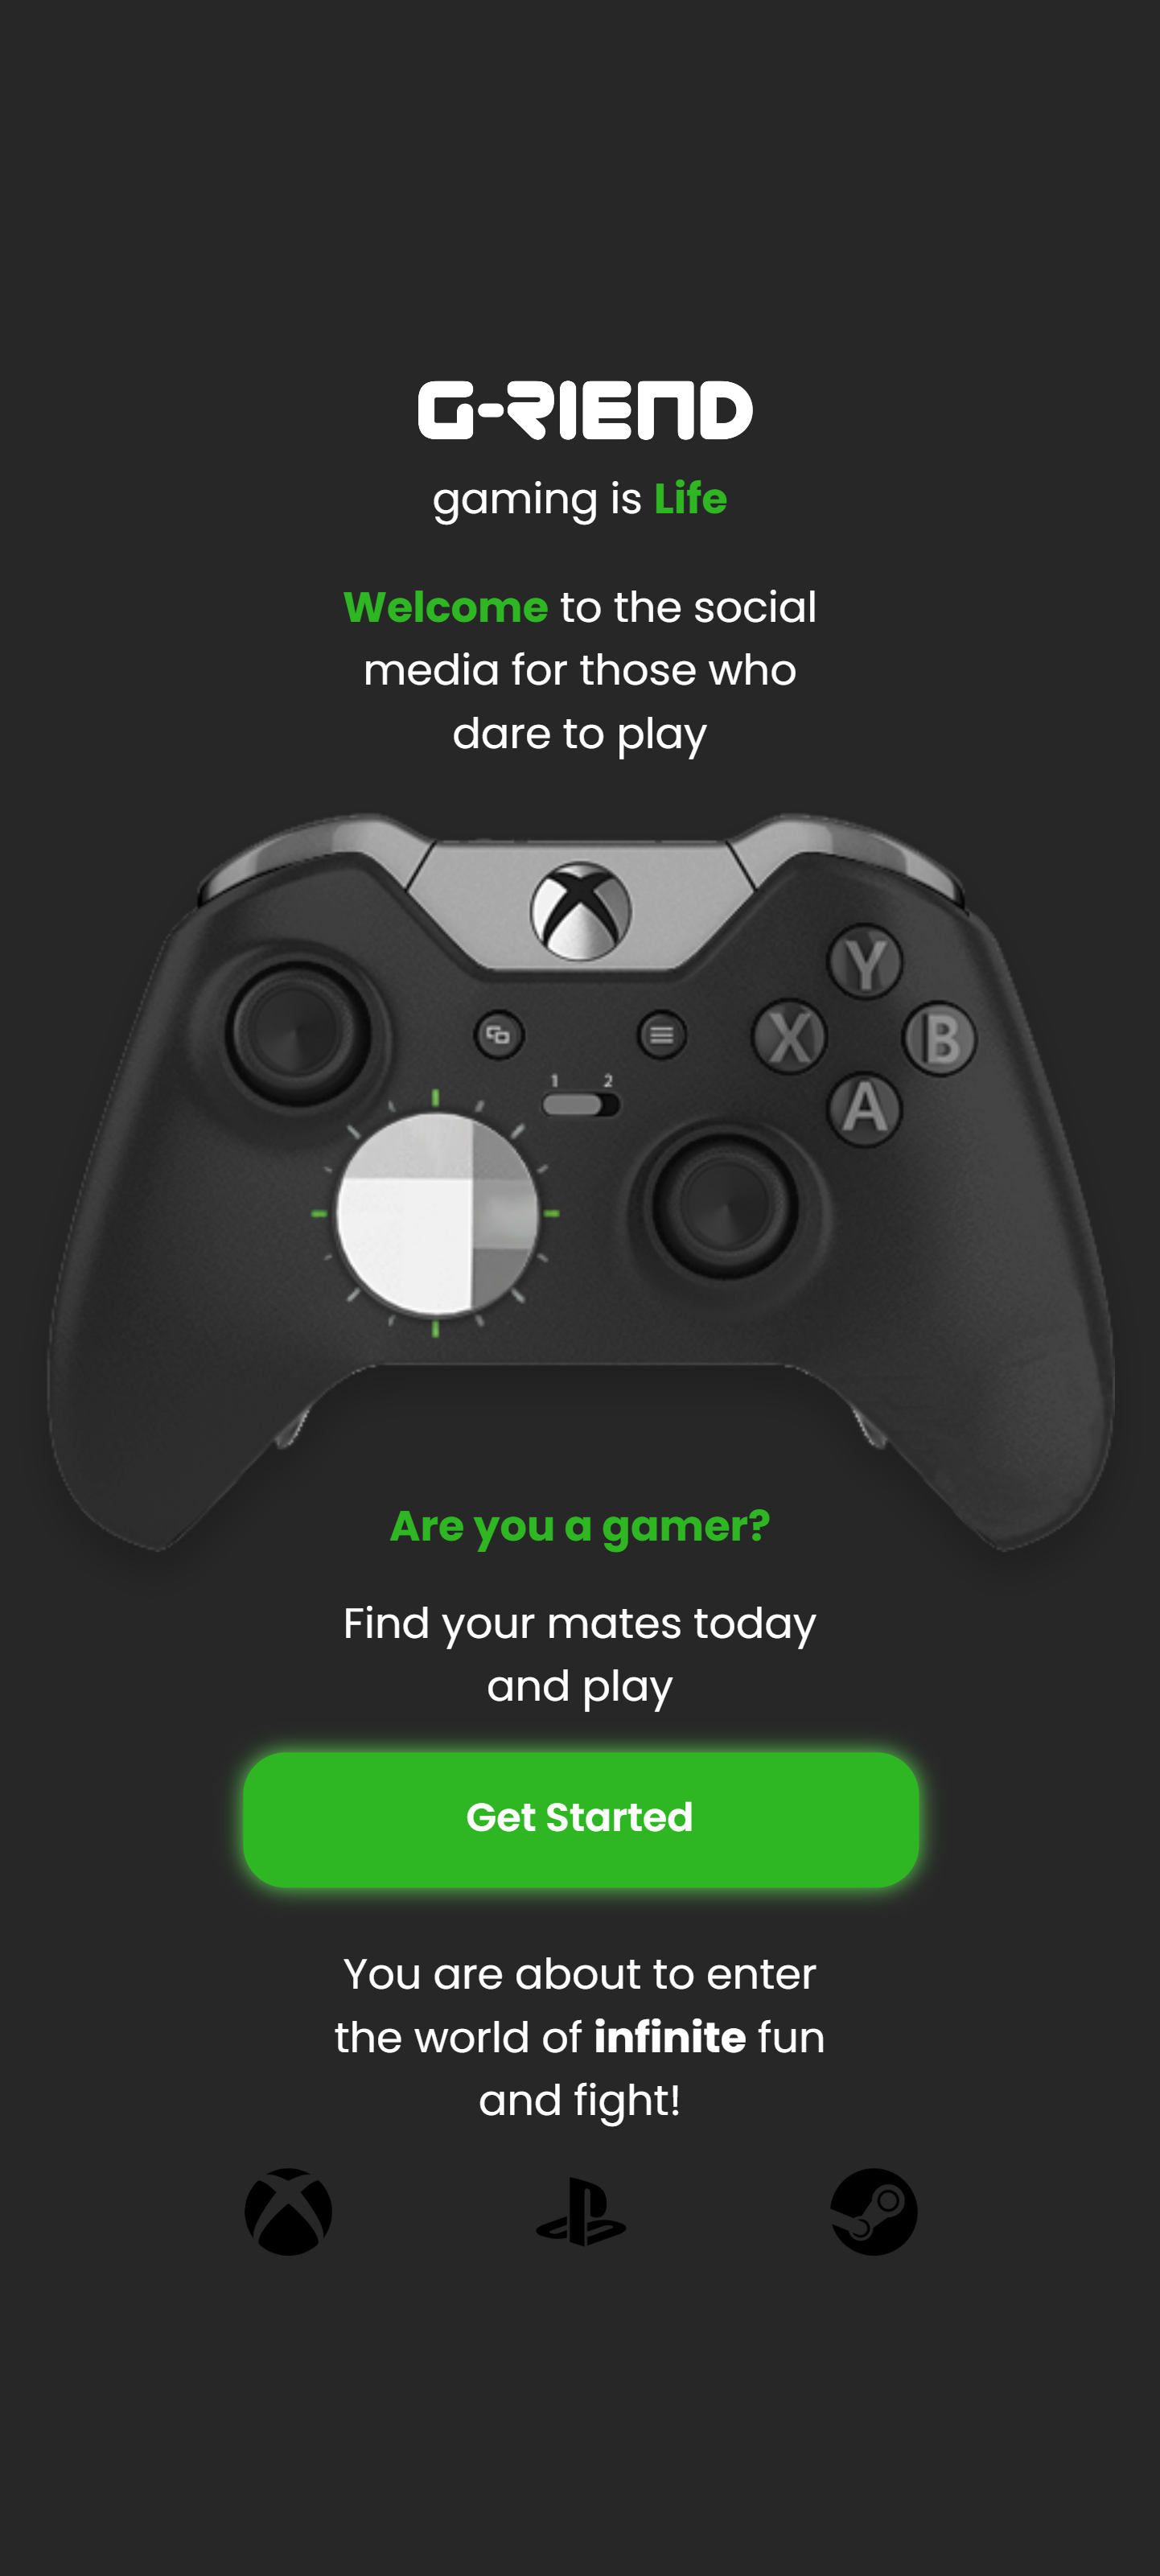 G-RIEND
gaming is Life
Welcome to the social
media for those who
dare to play
Y
X
B
1 2
A
Are you a gamer?
Find your mates today
and play
Get Started
You are about to enter
the world of infinite fun
and fight!